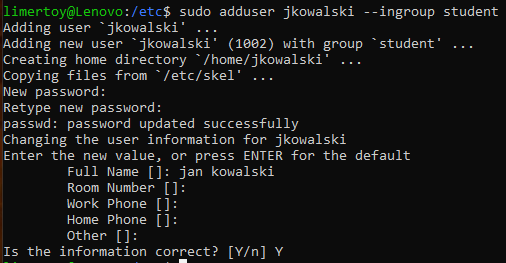 limertoy@Lenovo:/etc$ sudo adduser jkowalski --ingroup student
Adding user `jkowalski' ...
Adding new user `jkowalski' (1002) with group `student' ...
Creating home directory `/home/jkowalski' ...
Copying files from `/etc/skel' ...
New password:
Retype new password:
passwd: password updated successfully
Changing the user information for jkowalski
Enter the new value, or press ENTER for the default
        Full Name []: jan kowalski
        Room Number []:
        Work Phone []:
        Home Phone []:
        Other []:
Is the information correct? [Y/n] Y